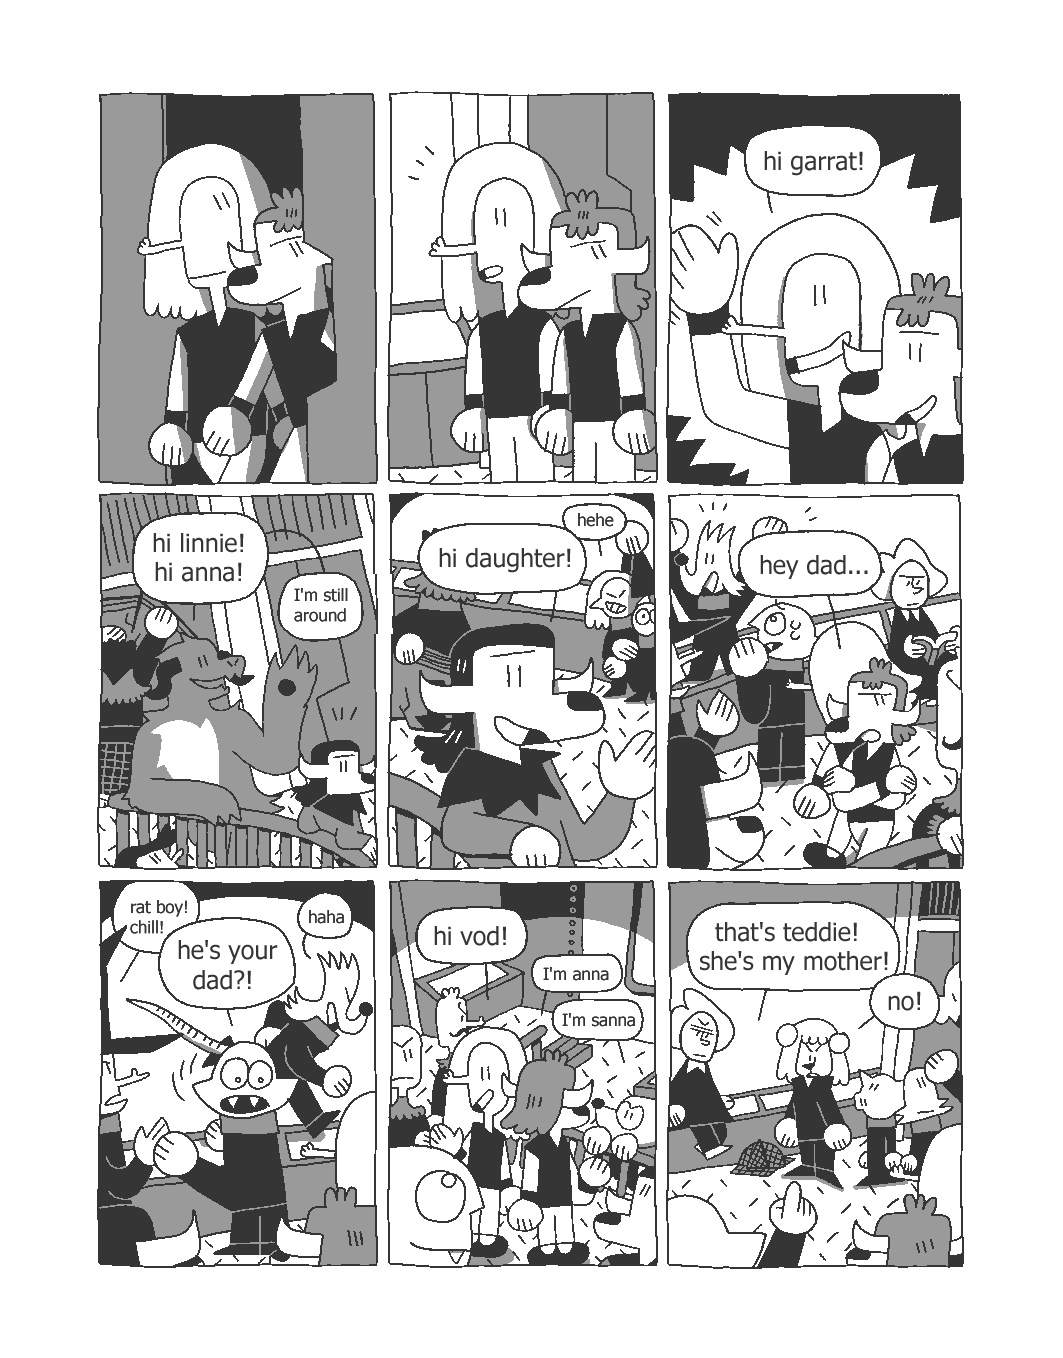 hi garrat!
hi linnie!
hi anna!
I'm still
around
hehe
hi daughter!
hey dad...
rat boy!
chill!
he's your
dad?!
haha
hi vod!
I'm anna
I'm sanna
that's teddie!
she's my mother!
no!